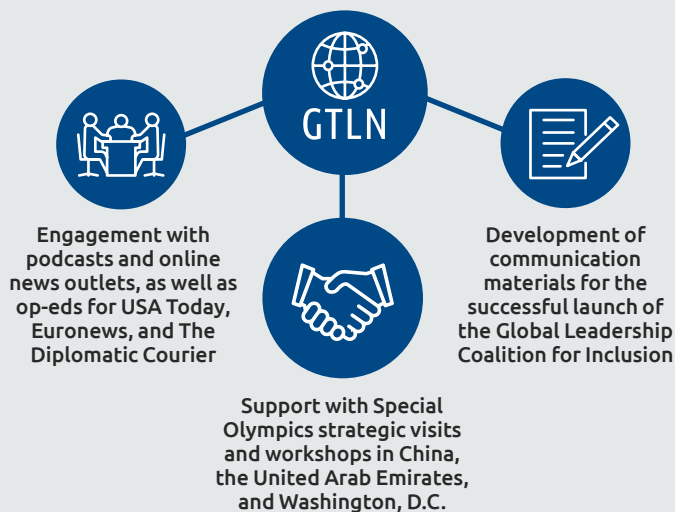 GTLN
Engagement with
podcasts and online
news outlets, as well as
op-eds for USA Today,
Euronews, and The
Diplomatic Courier
Support with Special
Olympics strategic visits
and workshops in China,
the United Arab Emirates,
and Washington, D.C.
Development of
communication
materials for the
successful launch of
the Global Leadership
Coalition for Inclusion